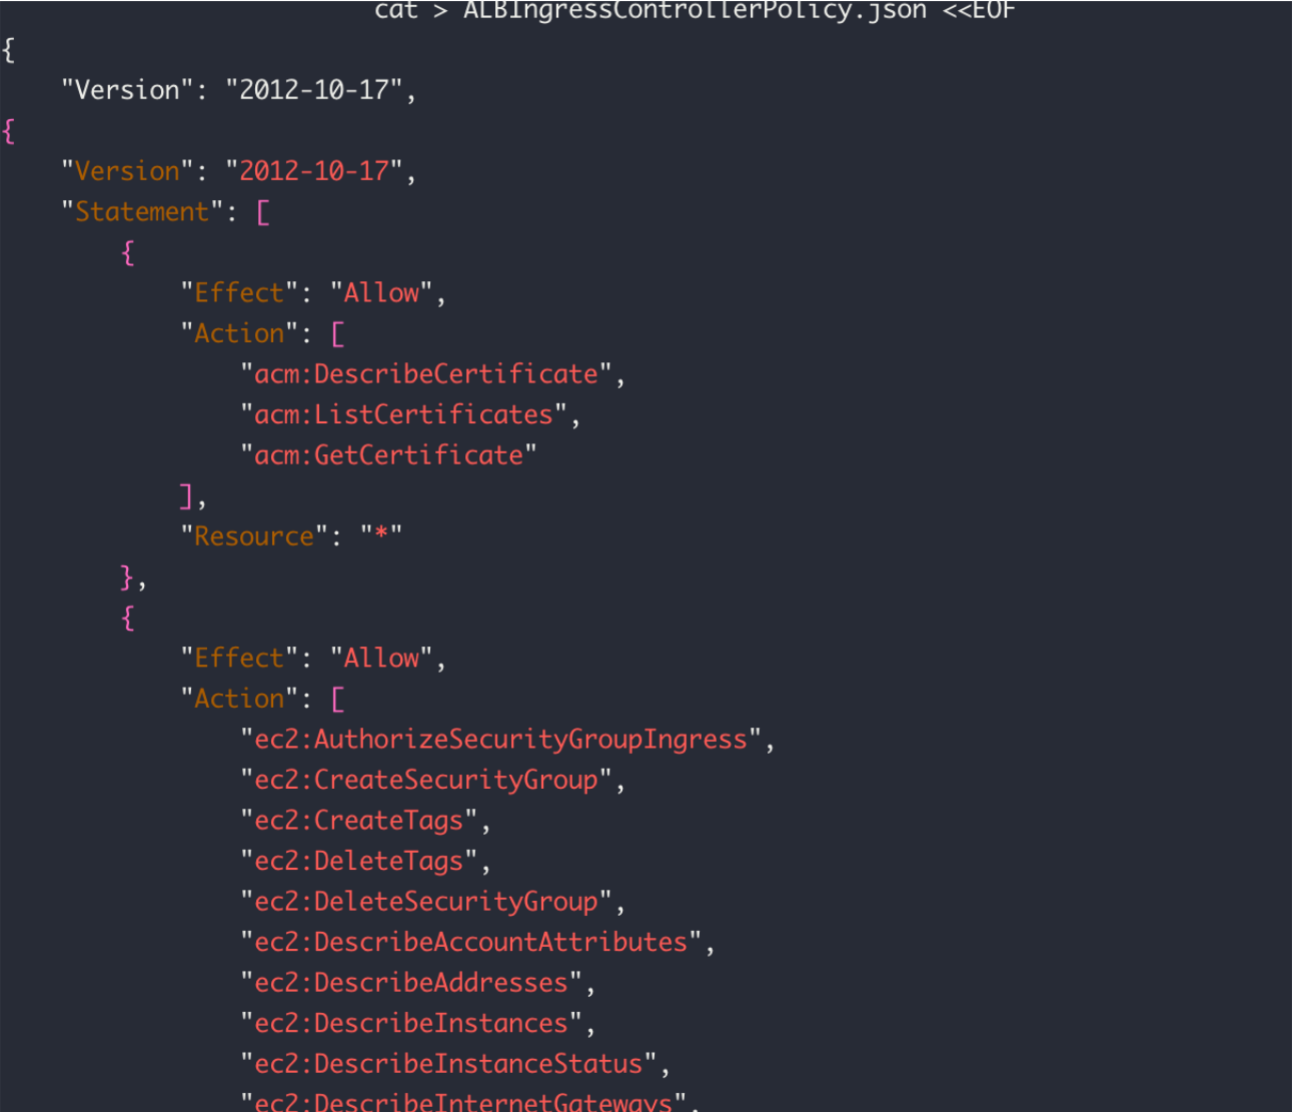 cat > ALBIngressControllerPolicy.json <<EOF
{
    "Version": "2012-10-17",
{
    "Version": "2012-10-17",
    "Statement": [
        {
            "Effect": "Allow",
            "Action": [
                "acm:DescribeCertificate",
                "acm:ListCertificates",
                "acm:GetCertificate"
            ],
            "Resource": "*"
        },
        {
            "Effect": "Allow",
            "Action": [
                "ec2:AuthorizeSecurityGroupIngress",
                "ec2:CreateSecurityGroup",
                "ec2:CreateTags",
                "ec2:DeleteTags",
                "ec2:DeleteSecurityGroup",
                "ec2:DescribeAccountAttributes",
                "ec2:DescribeAddresses",
                "ec2:DescribeInstances",
                "ec2:DescribeInstanceStatus",
                "ec2:DescribeInternetGateways",